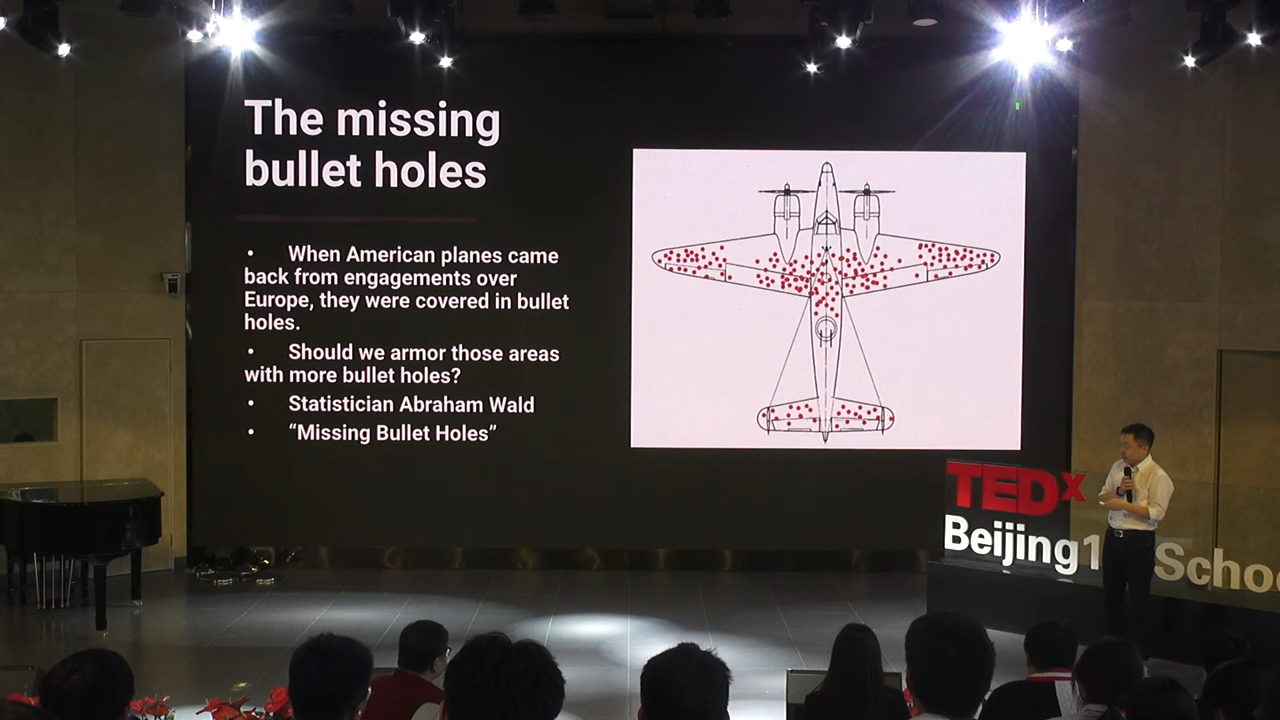 The missing
bullet holes
• When American planes came
back from engagements over
Europe, they were covered in bullet
holes.
• Should we armor those areas
with more bullet holes?
• Statistician Abraham Wald
• “Missing Bullet Holes”
TEDx
Beijing1 Schoo